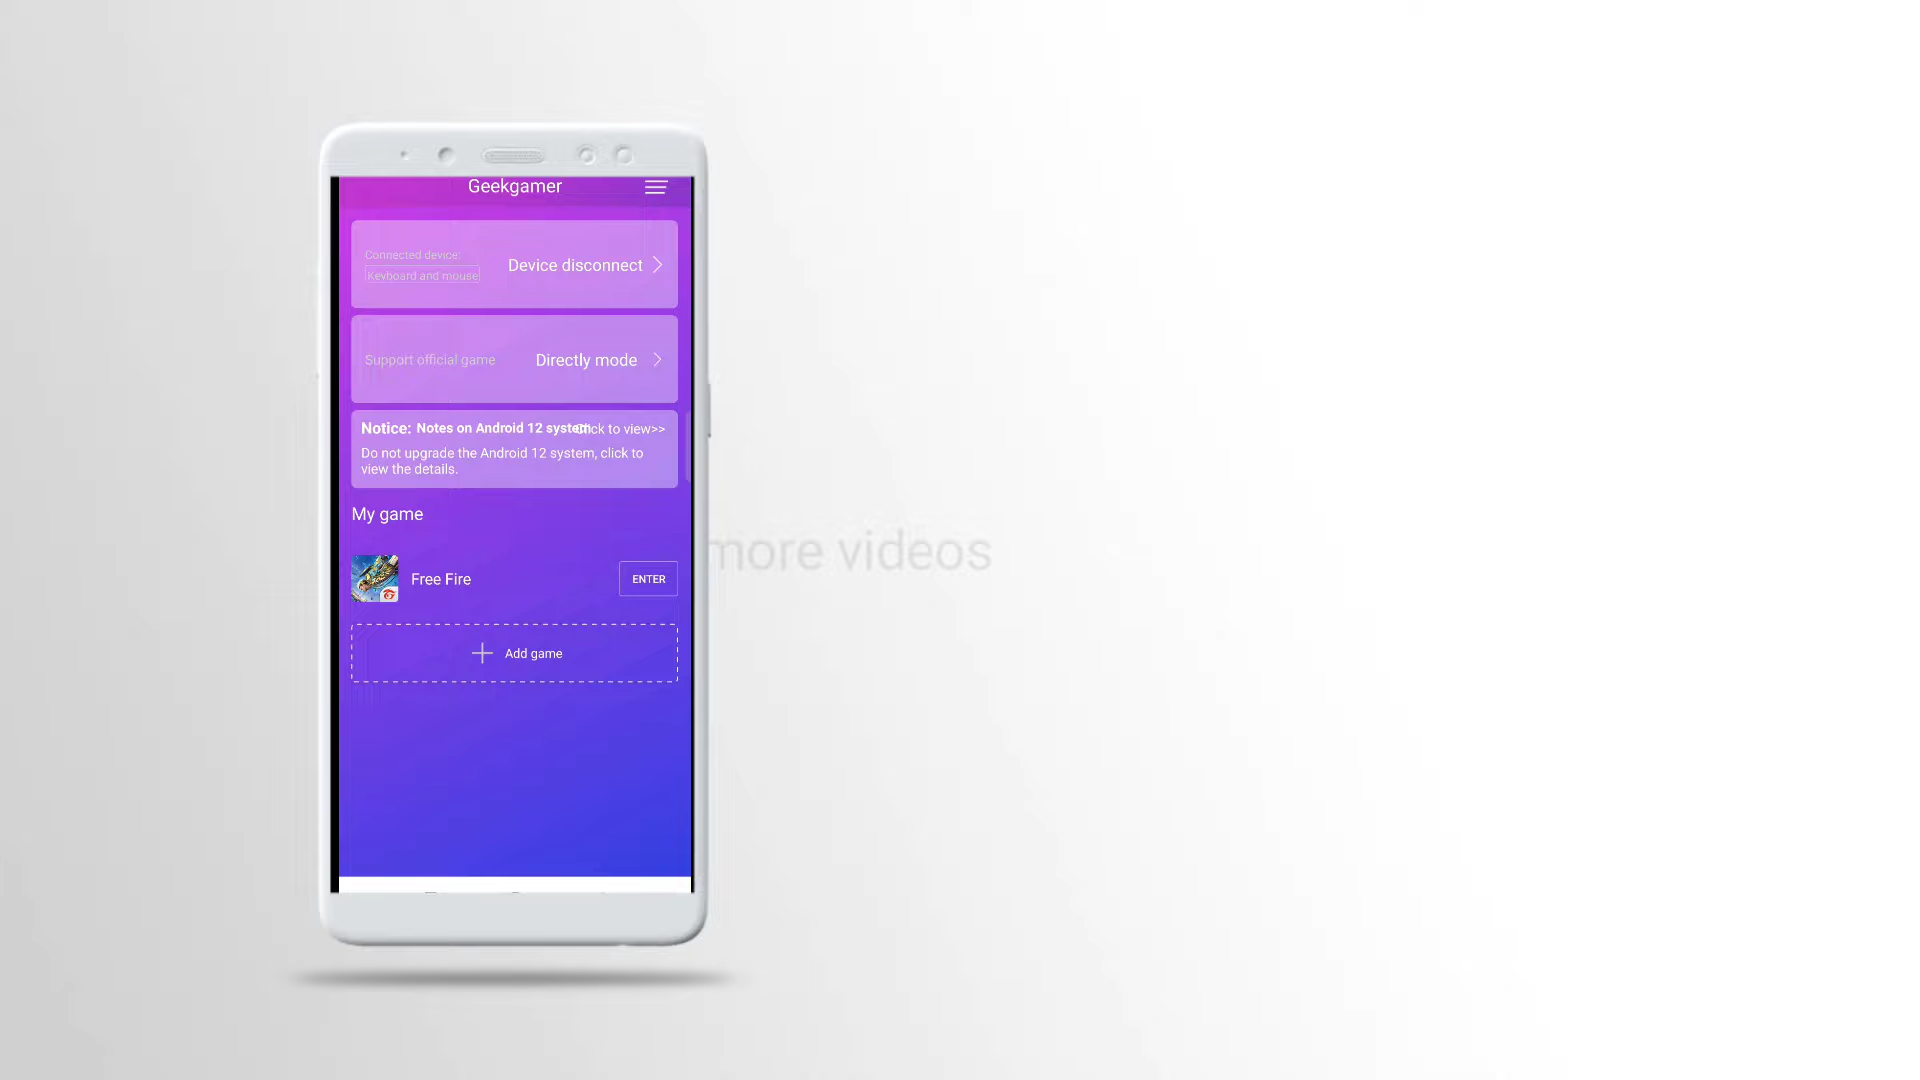 Geekgamer
Connected device:
Keyboard and mouse
Device disconnect
Support official game
Directly mode
Notice: Notes on Android 12 system Click to view>>
Do not upgrade the Android 12 system, click to
view the details.
My game
Free Fire
ENTER
Add game
more videos